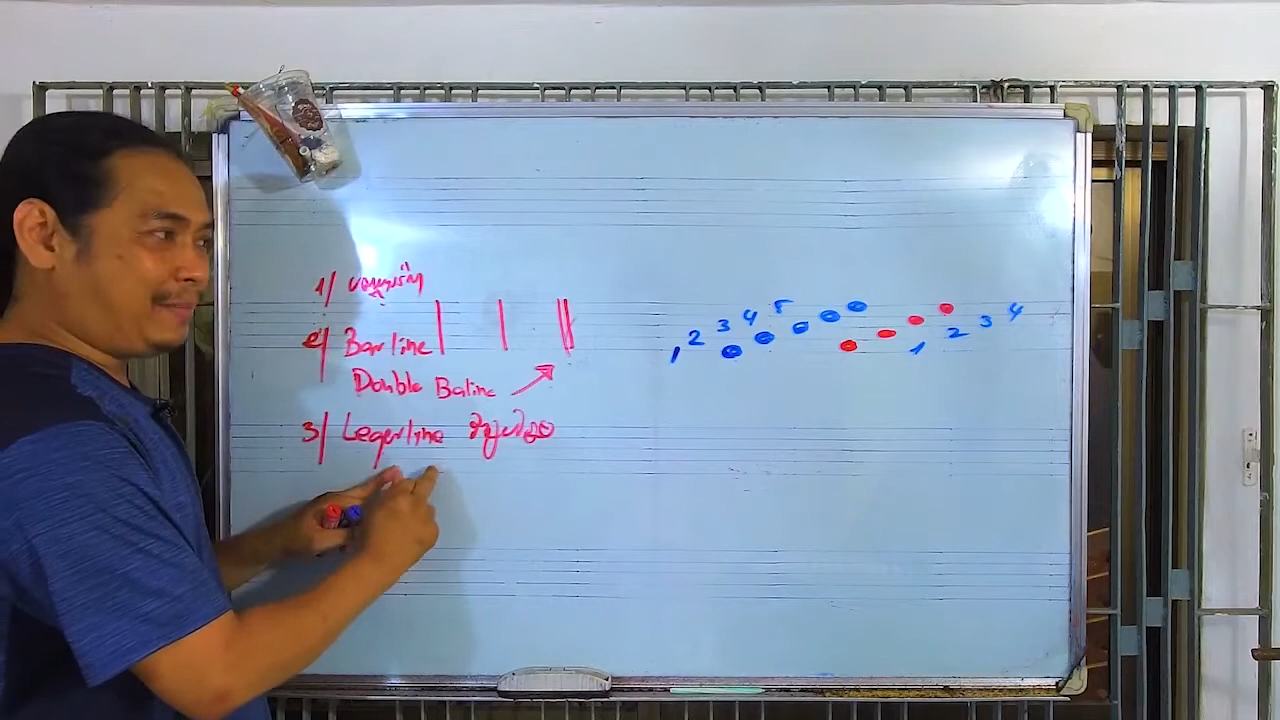 1/
2/ Barline
Double Barline
3/ Legerline
1 2 3 4 5
1 2 3 4